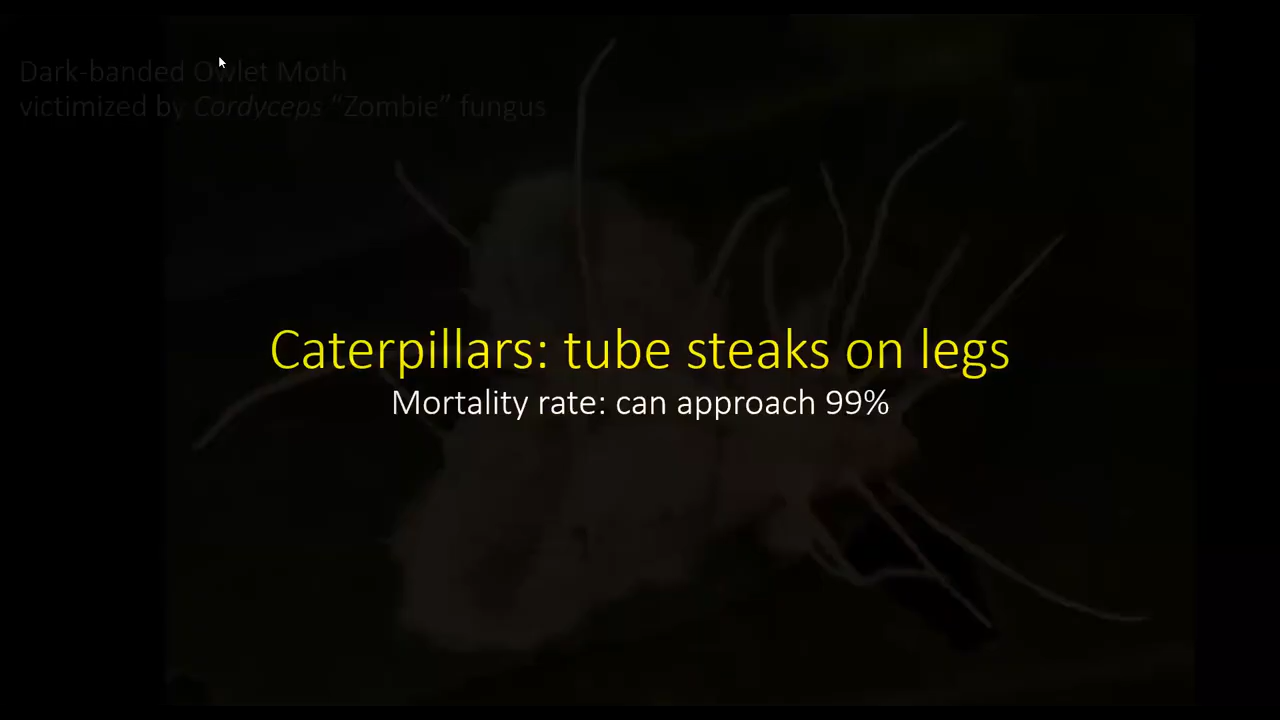 Dark-banded Owlet Moth
victimized by Cordyceps “Zombie” fungus
Caterpillars: tube steaks on legs
Mortality rate: can approach 99%